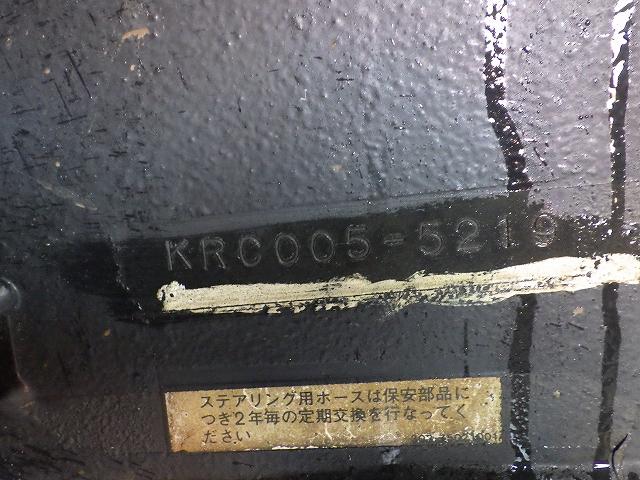 KRC005-5219
ステアリング用ホースは保安部品に
つき2年毎の定期交換を行なってく
ださい